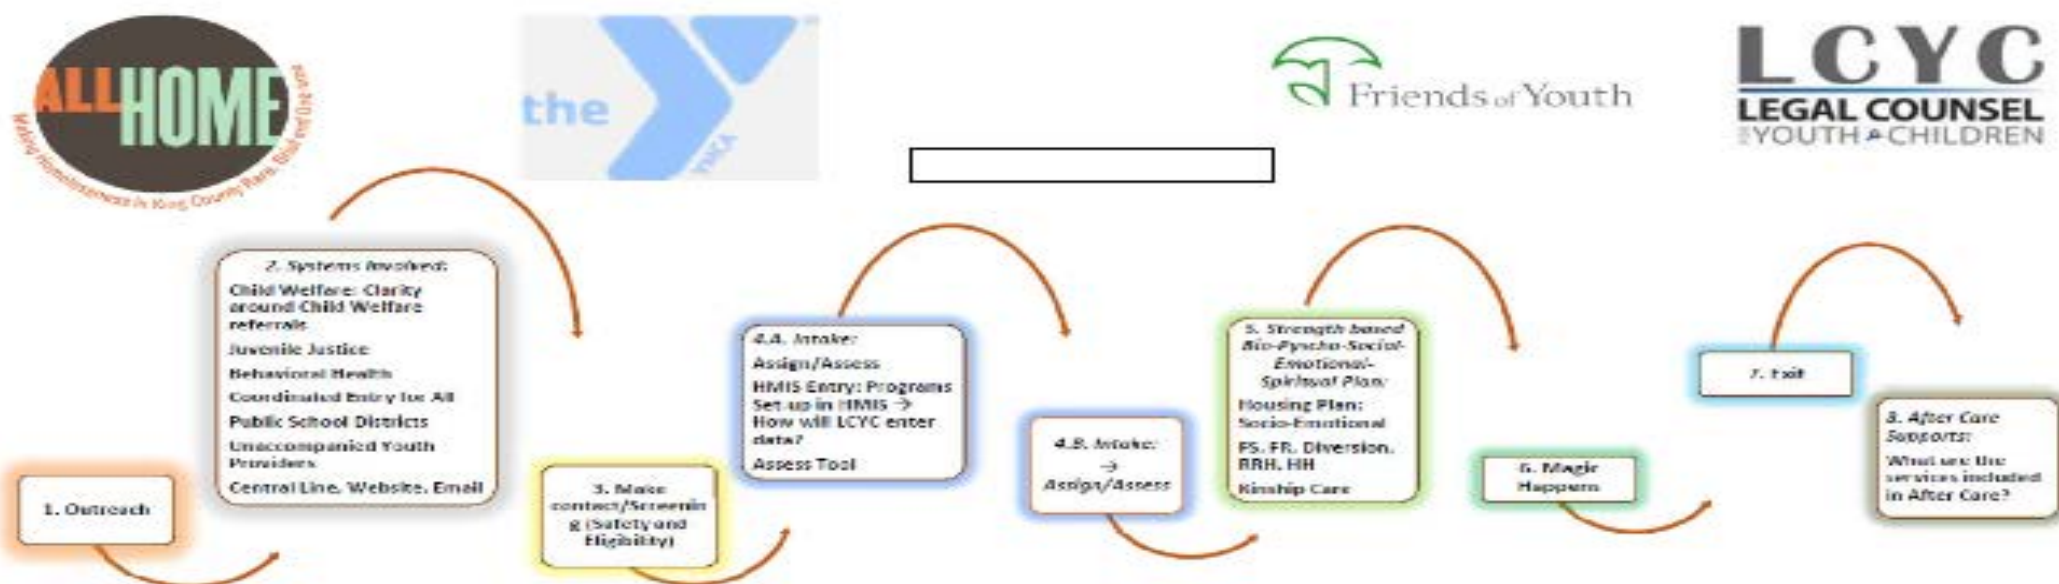 ALL HOME
Making Homelessness in King County Rare, Brief and One-time
the
YMCA
Friends of Youth
LCYC
LEGAL COUNSEL
FOR YOUTH & CHILDREN
1. Outreach
2. Systems Involved:
Child Welfare: Clarity
around Child Welfare
referrals
Juvenile Justice
Behavioral Health
Coordinated Entry for All
Public School Districts
Unaccompanied Youth
Providers
Central Line, Website, Email
3. Make
contact/Screenin
g (Safety and
Eligibility)
4.A. Intake:
Assign/Assess
HMIS Entry: Programs
Set-up in HMIS →
How will LCYC enter
data?
Assess Tool
4.B. Intake:
→
Assign/Assess
5. Strength based
Bio-Pyscho-Social-
Emotional-
Spiritual Plan:
Housing Plan:
Socio-Emotional
FS, FR, Diversion,
RRH, HH
Kinship Care
6. Magic
Happens
7. Exit
8. After Care
Supports:
What are the
services included
in After Care?